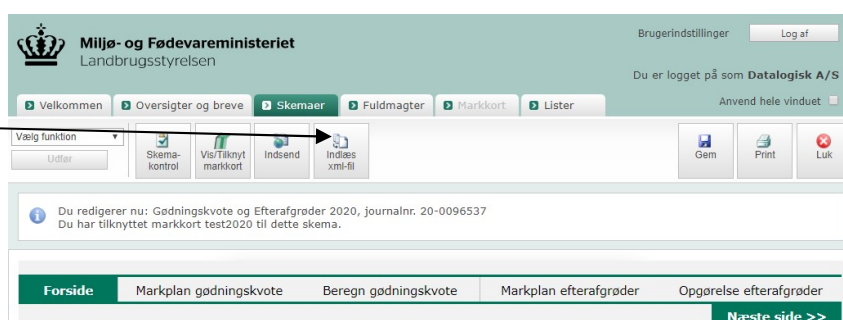 Miljø- og Fødevareministeriet
Landbrugsstyrelsen
Brugerindstillinger
Log af
Du er logget på som Datalogisk A/S
Anvend hele vinduet
Velkommen
Oversigter og breve
Skemaer
Fuldmagter
Markkort
Lister
Vælg funktion
Udfør
Skema-
kontrol
Vis/Tilknyt
markkort
Indsend
Indlæs
xml-fil
Gem
Print
Luk
Du redigerer nu: Gødningskvote og Efterafgrøder 2020, journalnr. 20-0096537
Du har tilknyttet markkort test2020 til dette skema.
Forside
Markplan gødningskvote
Beregn gødningskvote
Markplan efterafgrøder
Opgørelse efterafgrøder
Næste side >>